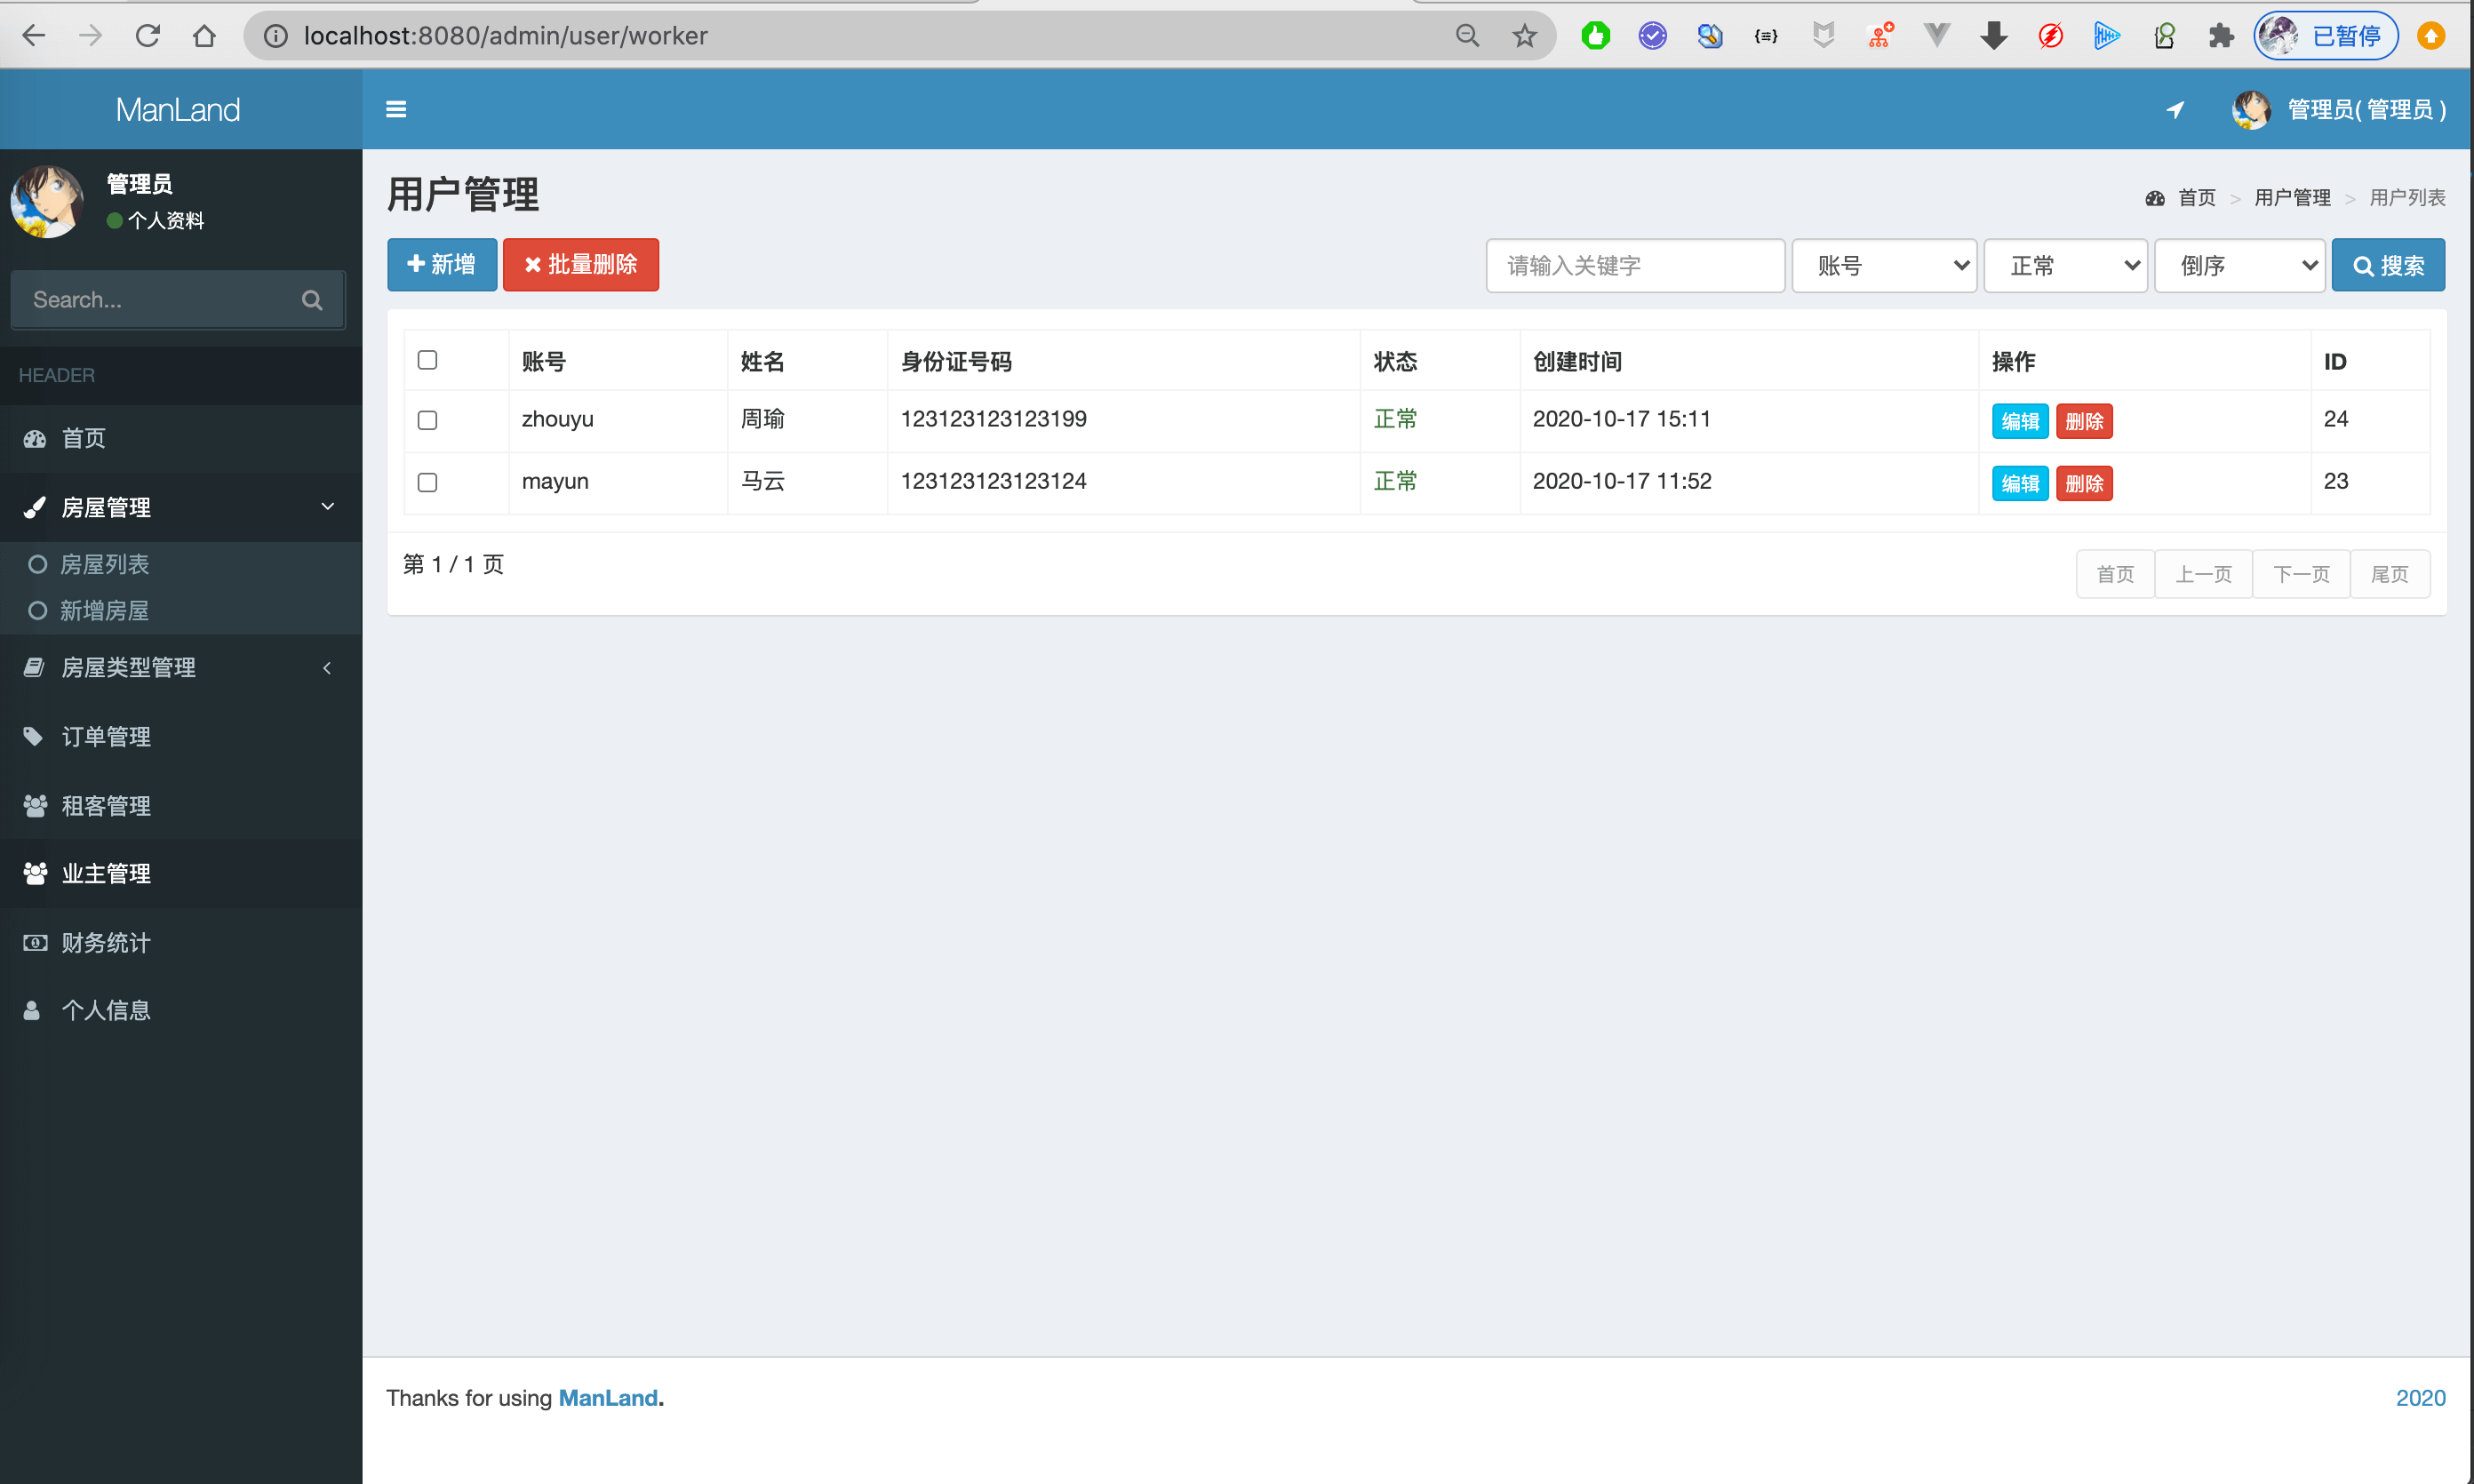 localhost:8080/admin/user/worker
已暂停
ManLand
管理员( 管理员 )
管理员
个人资料
Search...
HEADER
首页
房屋管理
房屋列表
新增房屋
房屋类型管理
订单管理
租客管理
业主管理
财务统计
个人信息
用户管理
首页 > 用户管理 > 用户列表
新增 批量删除
请输入关键字 账号 正常 倒序 搜索
账号 姓名 身份证号码 状态 创建时间 操作 ID
zhouyu 周瑜 123123123123199 正常 2020-10-17 15:11 编辑 删除 24
mayun 马云 123123123123124 正常 2020-10-17 11:52 编辑 删除 23
第 1 / 1 页
首页 上一页 下一页 尾页
Thanks for using ManLand.
2020